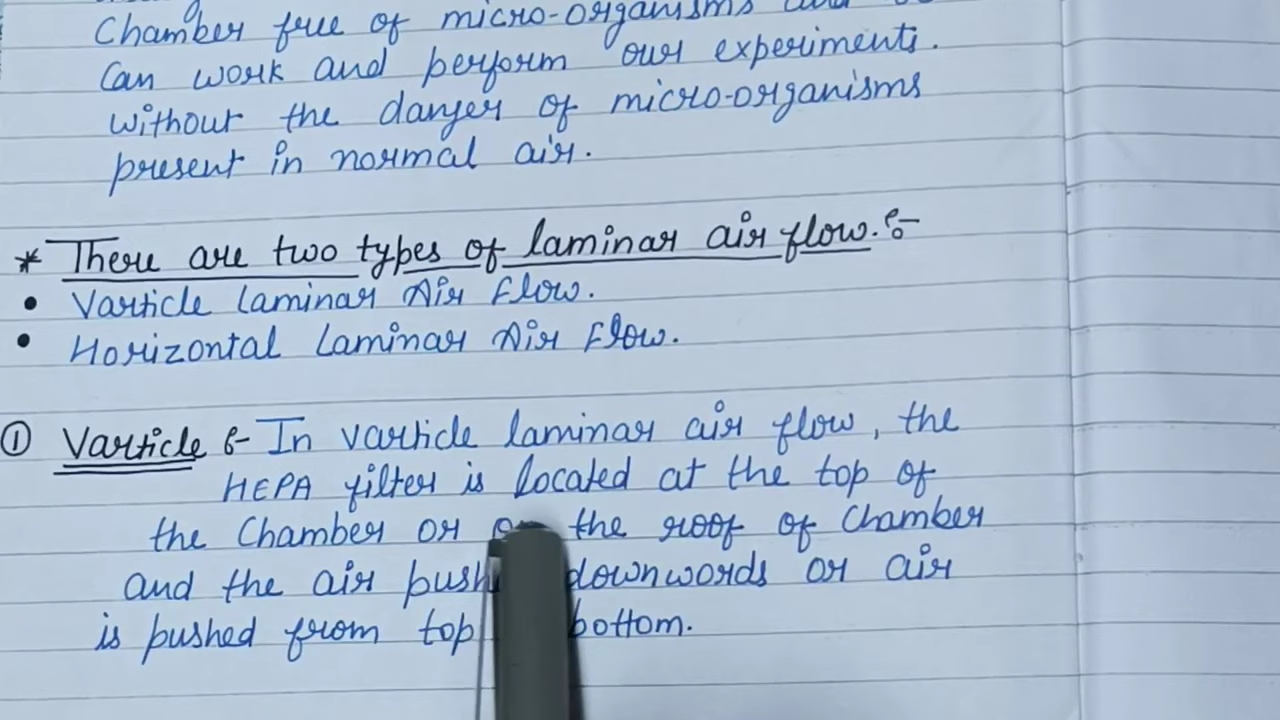 Chamber free of micro-organisms and
Can work and perform our experiments.
without the danger of micro-organisms
present in normal air.
* There are two types of laminar air flow.:-
• Varticle Laminar Air Flow.
• Horizontal Laminar Air Flow.
① Varticle :- In varticle laminar air flow, the
HEPA filter is located at the top of
the Chamber or the roof of Chamber
and the air downwords or air
is pushed from top bottom.